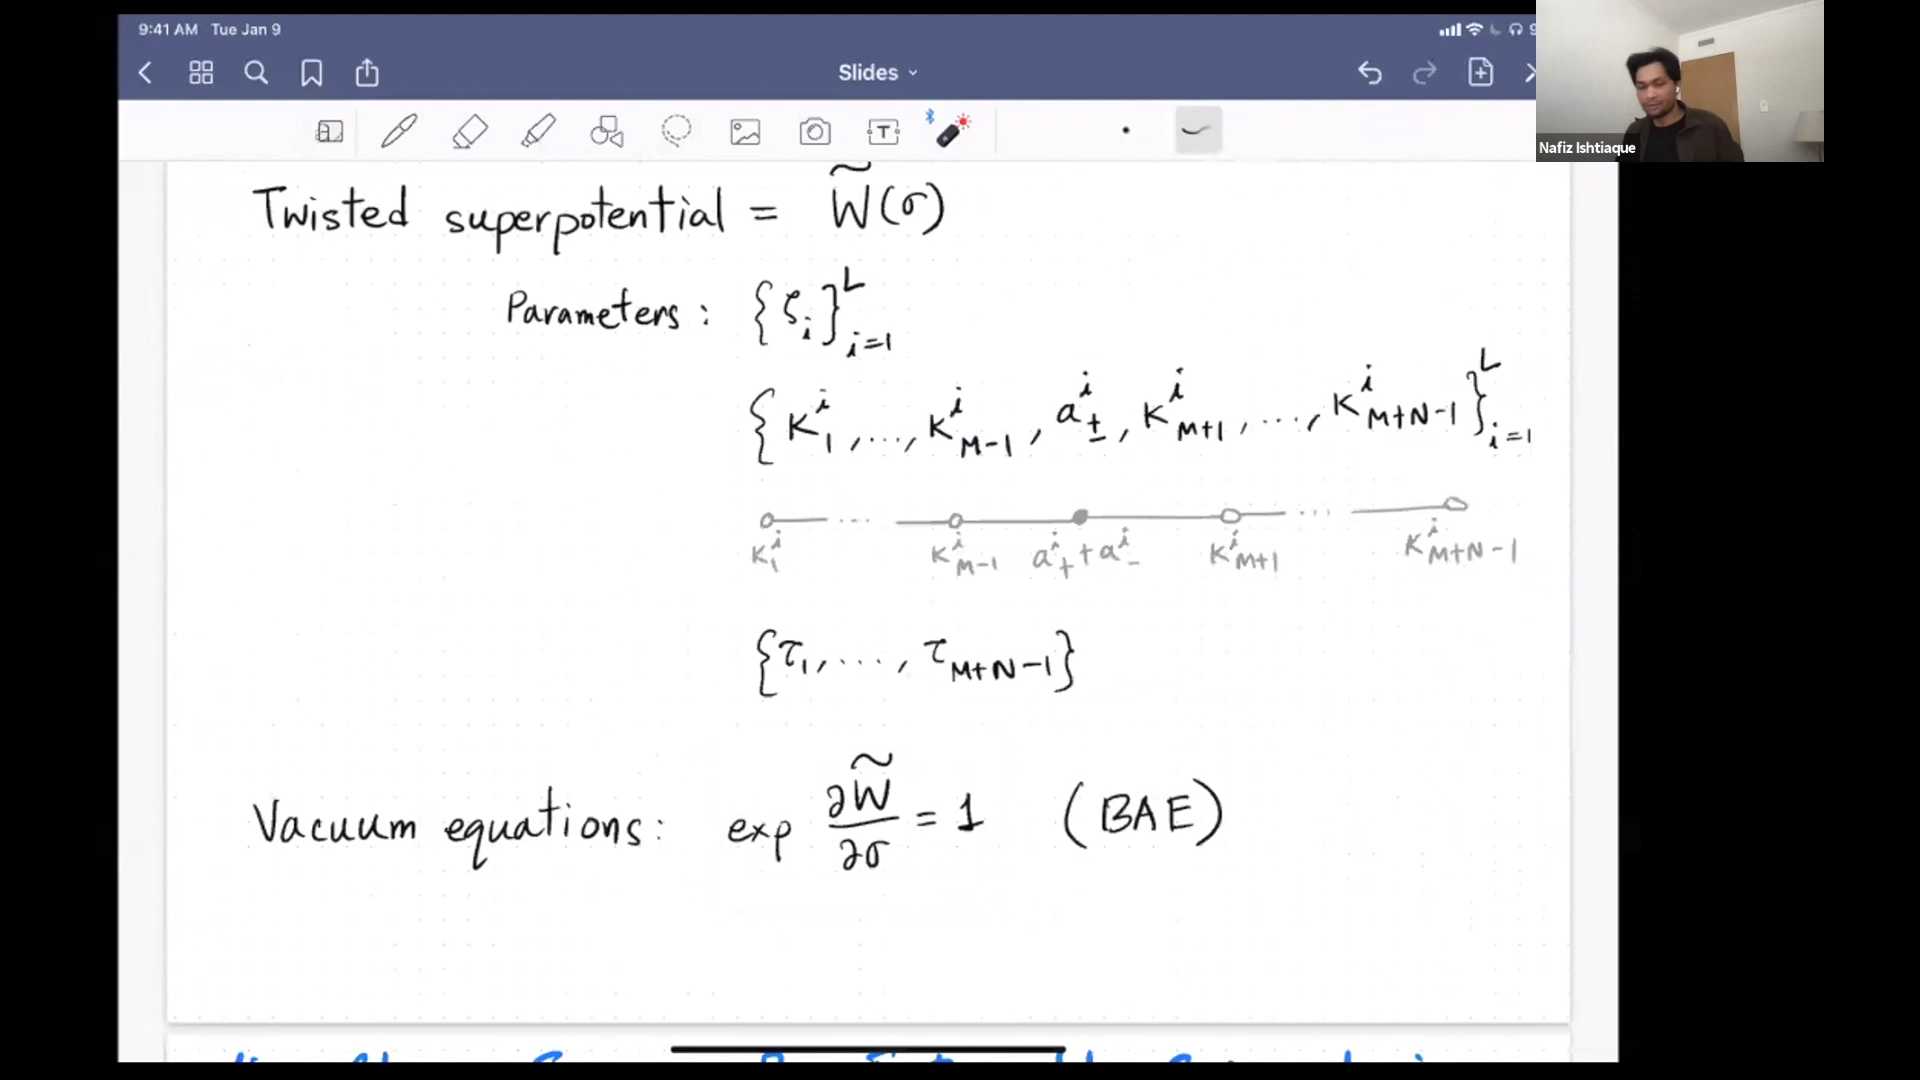 9:41 AM Tue Jan 9
Slides
T
Nafiz Ishtiaque
Twisted superpotential = W̃(σ)
Parameters : {ζ_i}^L_{i=1}
{K^i_1, ..., K^i_{M-1}, a^i_±, K^i_{M+1}, ..., K^i_{M+N-1}}^L_{i=1}
K^i_1 K^i_{M-1} a^i_+ + a^i_- K^i_{M+1} K^i_{M+N-1}
{τ_1, ..., τ_{M+N-1}}
Vacuum equations: exp ∂W̃/∂σ = 1 (BAE)